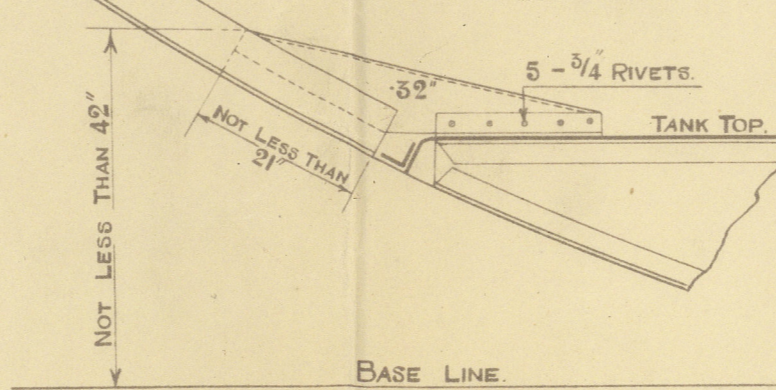 5 - 3/4" RIVETS.
.32"
TANK TOP.
NOT LESS THAN
21"
NOT LESS THAN 42"
BASE LINE.